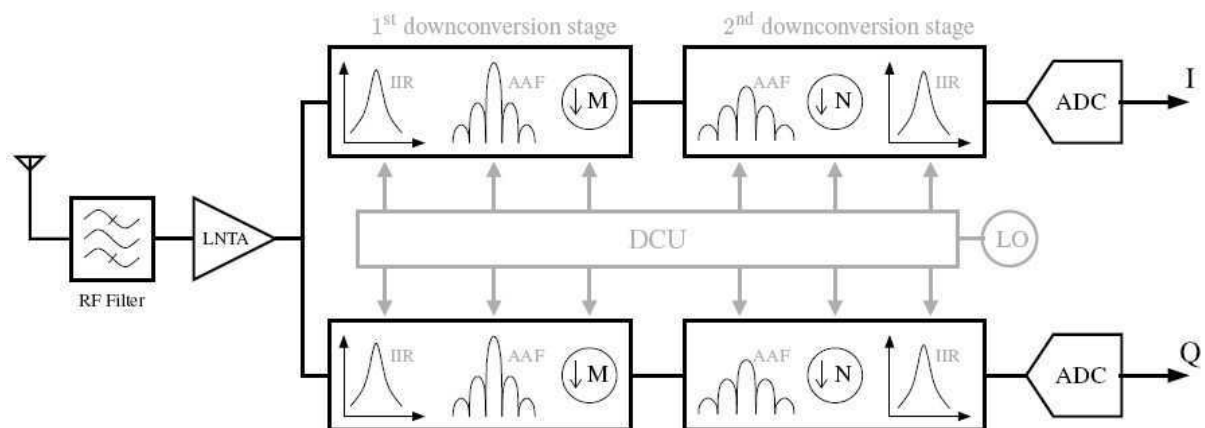 1st downconversion stage
2nd downconversion stage
IIR
AAF
↓ M
AAF
↓ N
IIR
ADC
I
RF Filter
LNTA
DCU
LO
IIR
AAF
↓ M
AAF
↓ N
IIR
ADC
Q